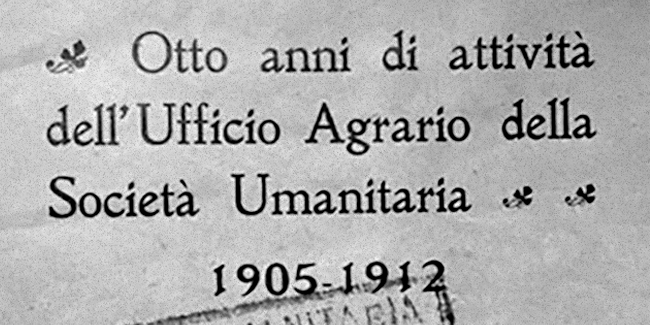 Otto anni di attività
dell'Ufficio Agrario della
Società Umanitaria
1905-1912